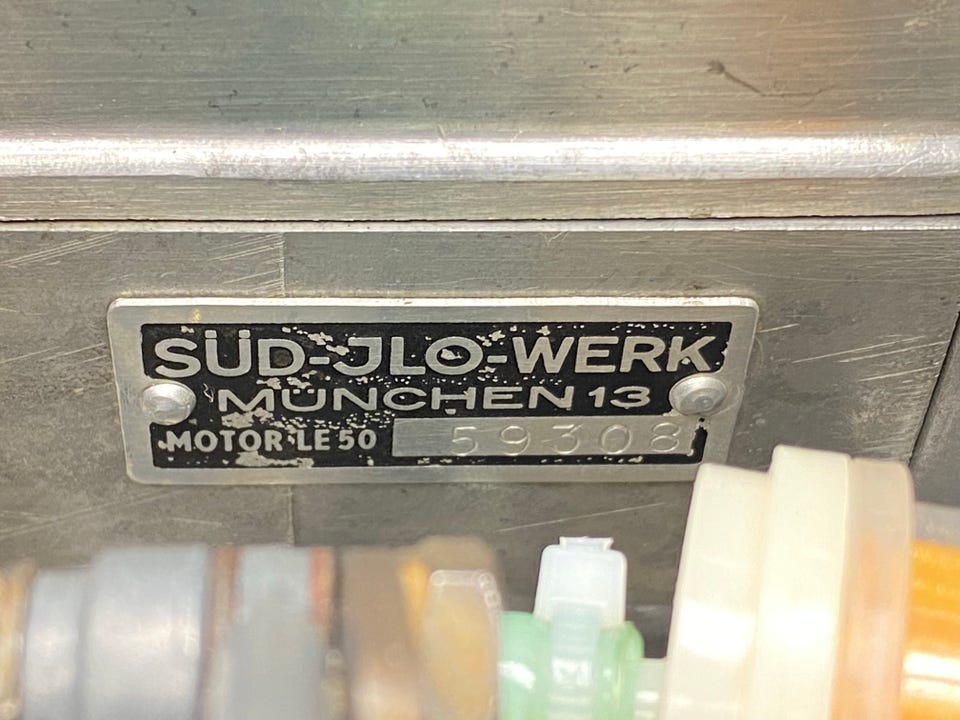 SÜD-JLO-WERK
MÜNCHEN 13
MOTOR LE 50 59308